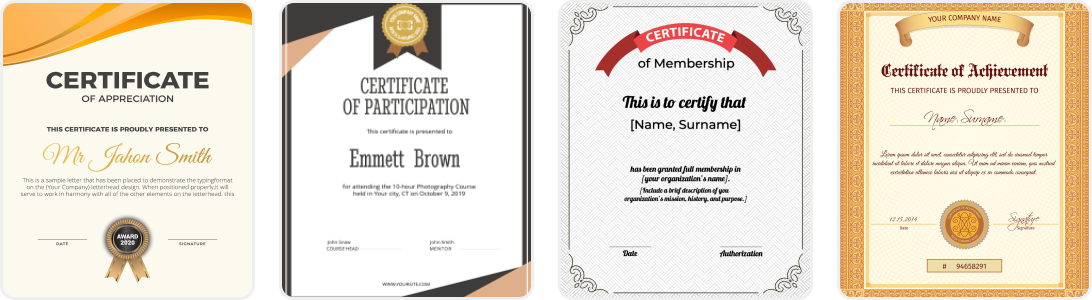 CERTIFICATE
OF APPRECIATION
THIS CERTIFICATE IS PROUDLY PRESENTED TO
Mr Jahon Smith
This is a sample letter that has been placed to demonstrate the typingformat
on the [Your Company] letterhead design. When positioned properly,it will
serve to work in harmony with all of the other elements on the letterhead. this
AWARD
2020
DATE
SIGNATURE
CERTIFICATE
OF PARTICIPATION
This certificate is presented to
Emmett Brown
for attending the 10-hour Photography Course
held in Your city, CT on October 9, 2019
John Snow
COURSE HEAD
John Smith
MENTOR
WWW.YOURSITE.COM
CERTIFICATE
of Membership
This is to certify that
[Name, Surname]
has been granted full membership in
[your organization's name].
[Include a brief description of you
organization's mission, history, and purpose.]
Date
Authorization
YOUR COMPANY NAME
Certificate of Achievement
THIS CERTIFICATE IS PROUDLY PRESENTED TO
Name, Surname
Lorem ipsum dolor sit amet, consectetur adipiscing elit, sed do eiusmod tempor
incididunt ut labore et dolore magna aliqua. Ut enim ad minim veniam, quis nostrud
exercitation ullamco laboris nisi ut aliquip ex ea commodo consequat.
12.15.2014
Date
Signature
Signature
# 94658291